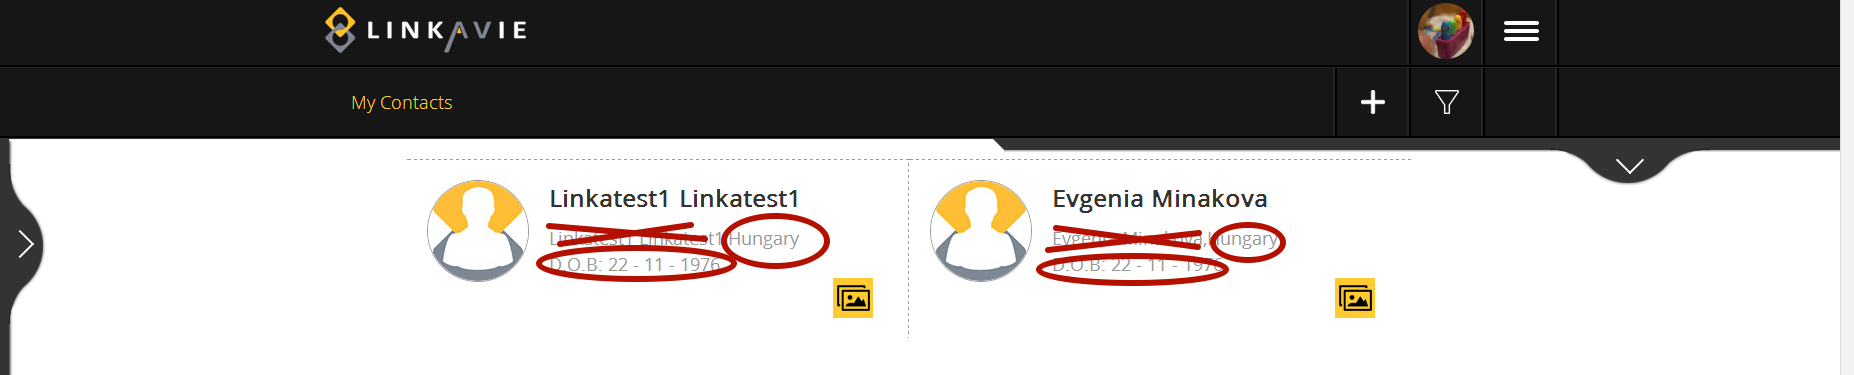 LINKAVIE
My Contacts
Linkatest1 Linkatest1
Linkatest1 Linkatest1,Hungary
D.O.B: 22 - 11 - 1976
Evgenia Minakova
Evgenia Minakova,Hungary
D.O.B: 22 - 11 - 1976